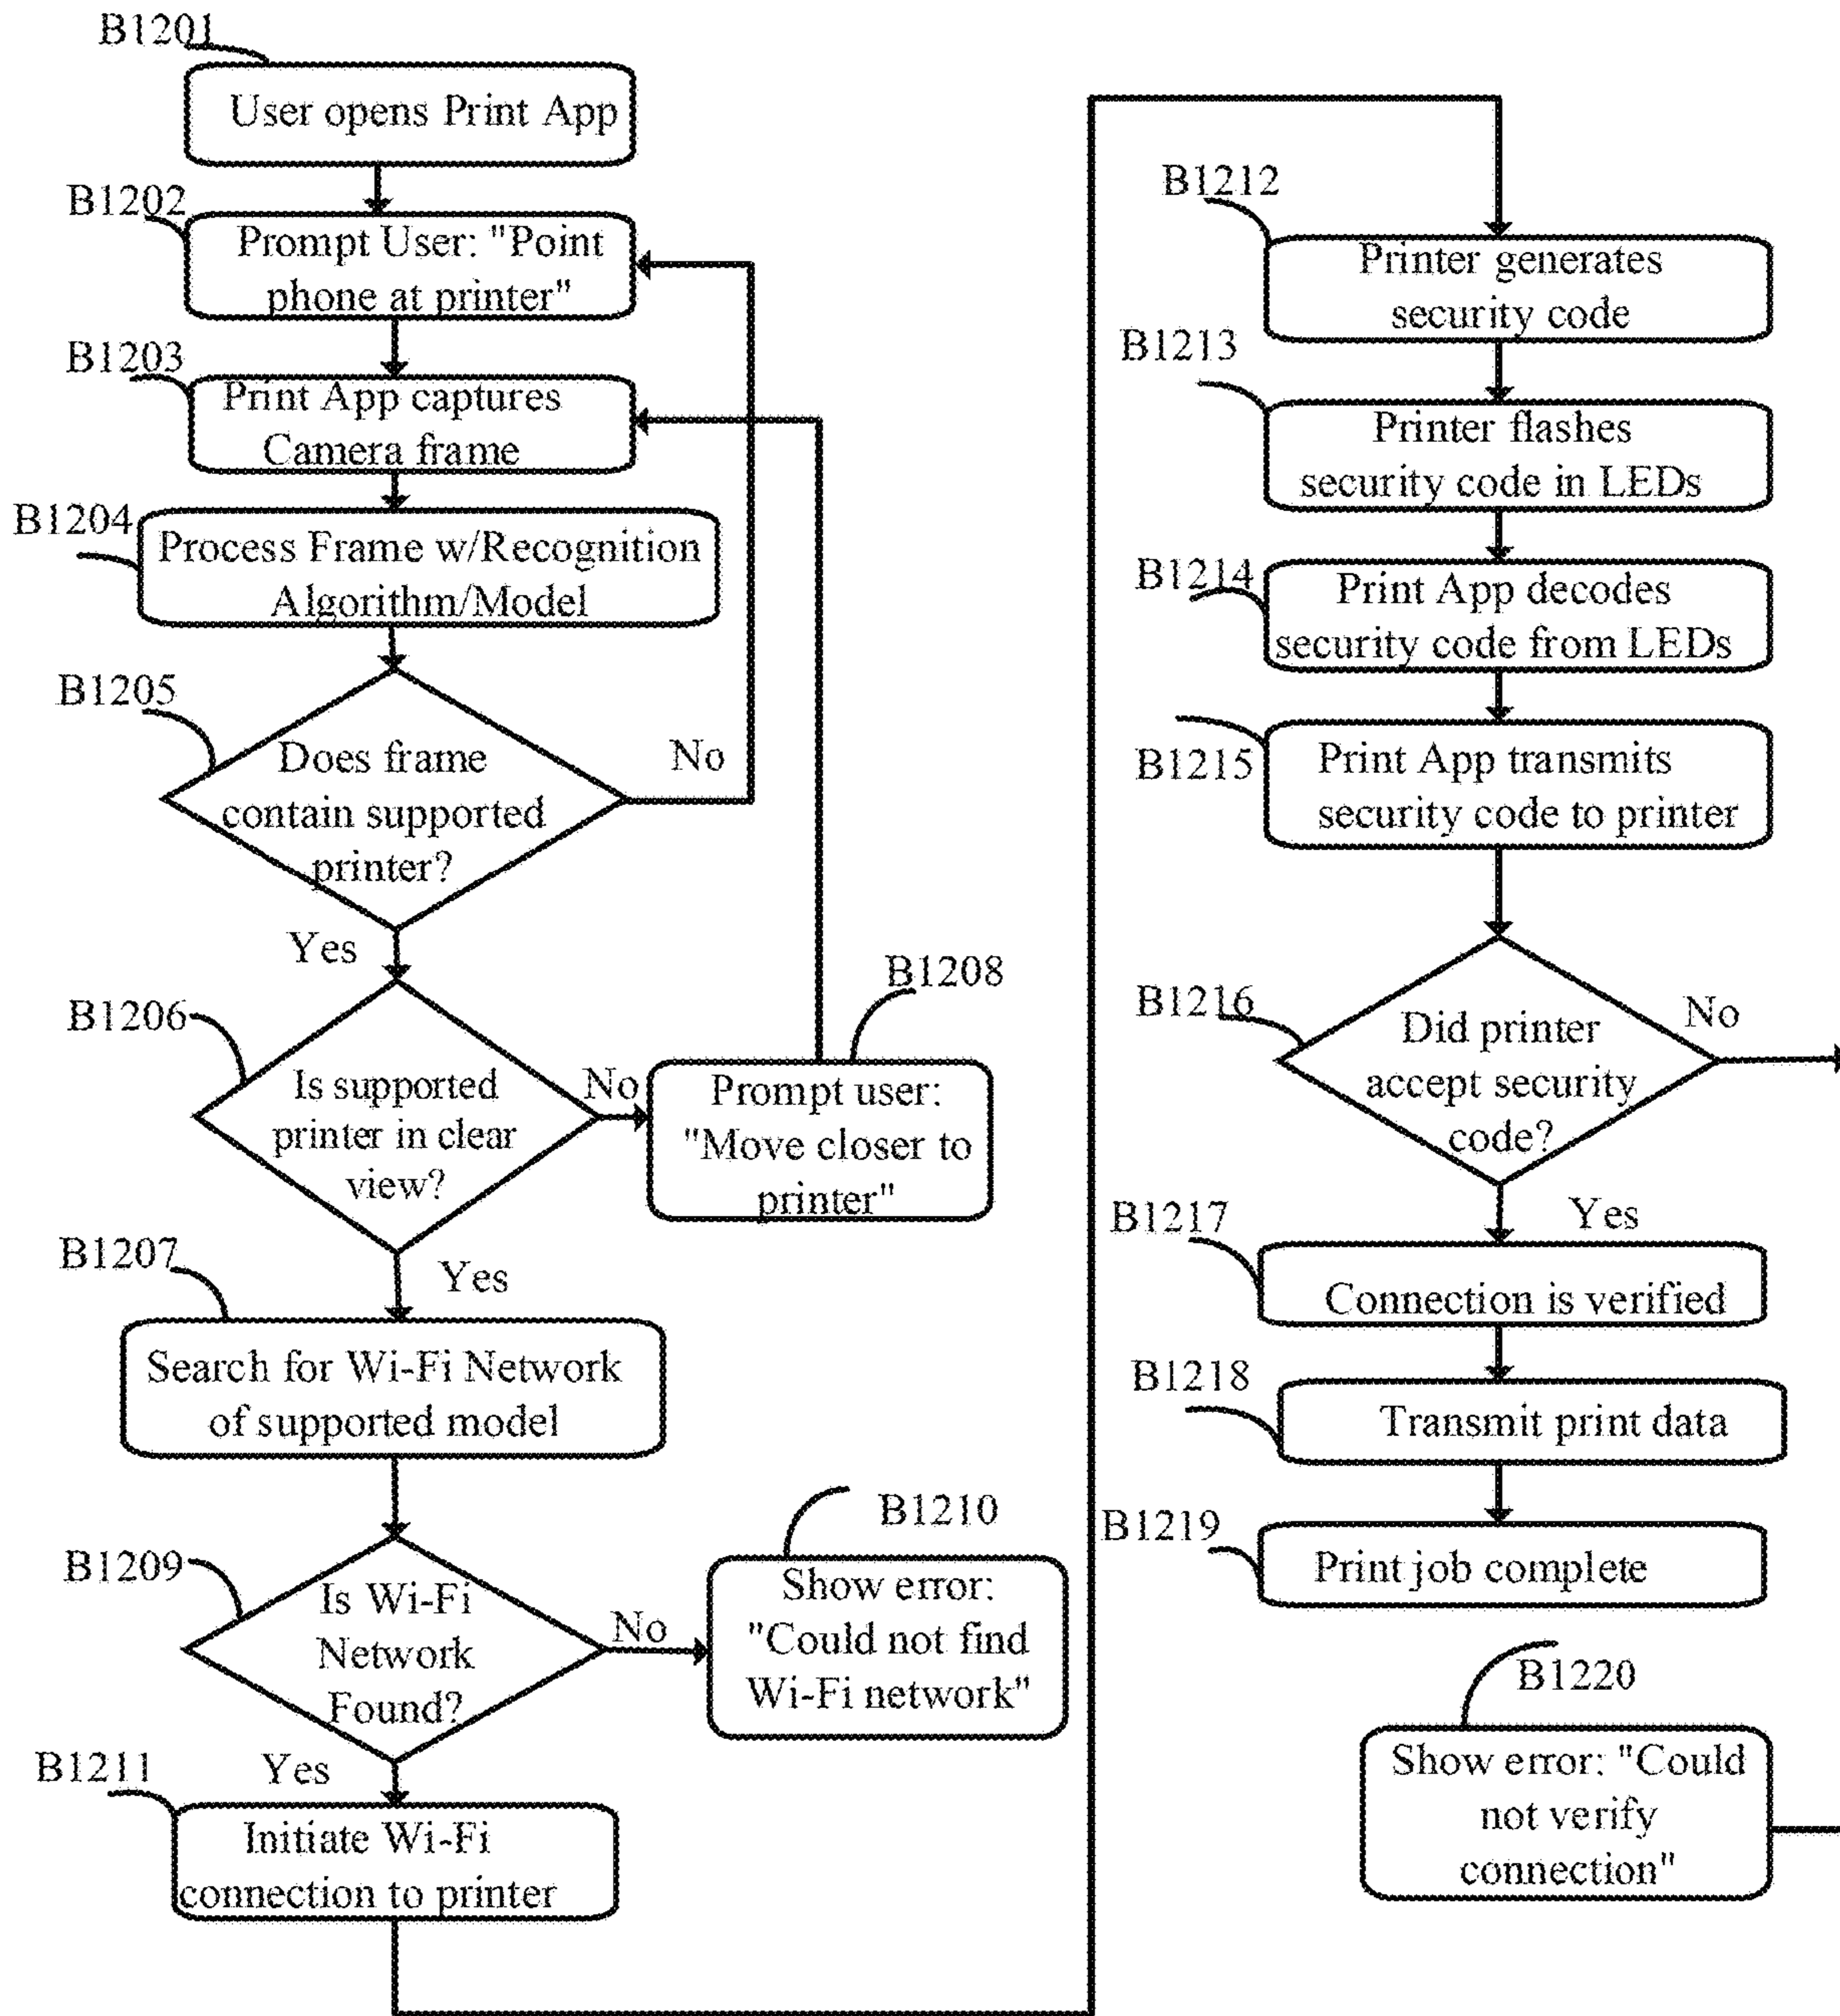 B1201
User opens Print App
B1202
Prompt User: "Point
phone at printer"
B1203
Print App captures
Camera frame
B1204
Process Frame w/Recognition
Algorithm/Model
B1205
Does frame
contain supported
printer?
No
Yes
B1206
Is supported
printer in clear
view?
No
B1208
Prompt user:
"Move closer to
printer"
Yes
B1207
Search for Wi-Fi Network
of supported model
B1209
Is Wi-Fi
Network
Found?
No
B1210
Show error:
"Could not find
Wi-Fi network"
Yes
B1211
Initiate Wi-Fi
connection to printer
B1212
Printer generates
security code
B1213
Printer flashes
security code in LEDs
B1214
Print App decodes
security code from LEDs
B1215
Print App transmits
security code to printer
B1216
Did printer
accept security
code?
No
Yes
B1217
Connection is verified
B1218
Transmit print data
B1219
Print job complete
B1220
Show error: "Could
not verify
connection"